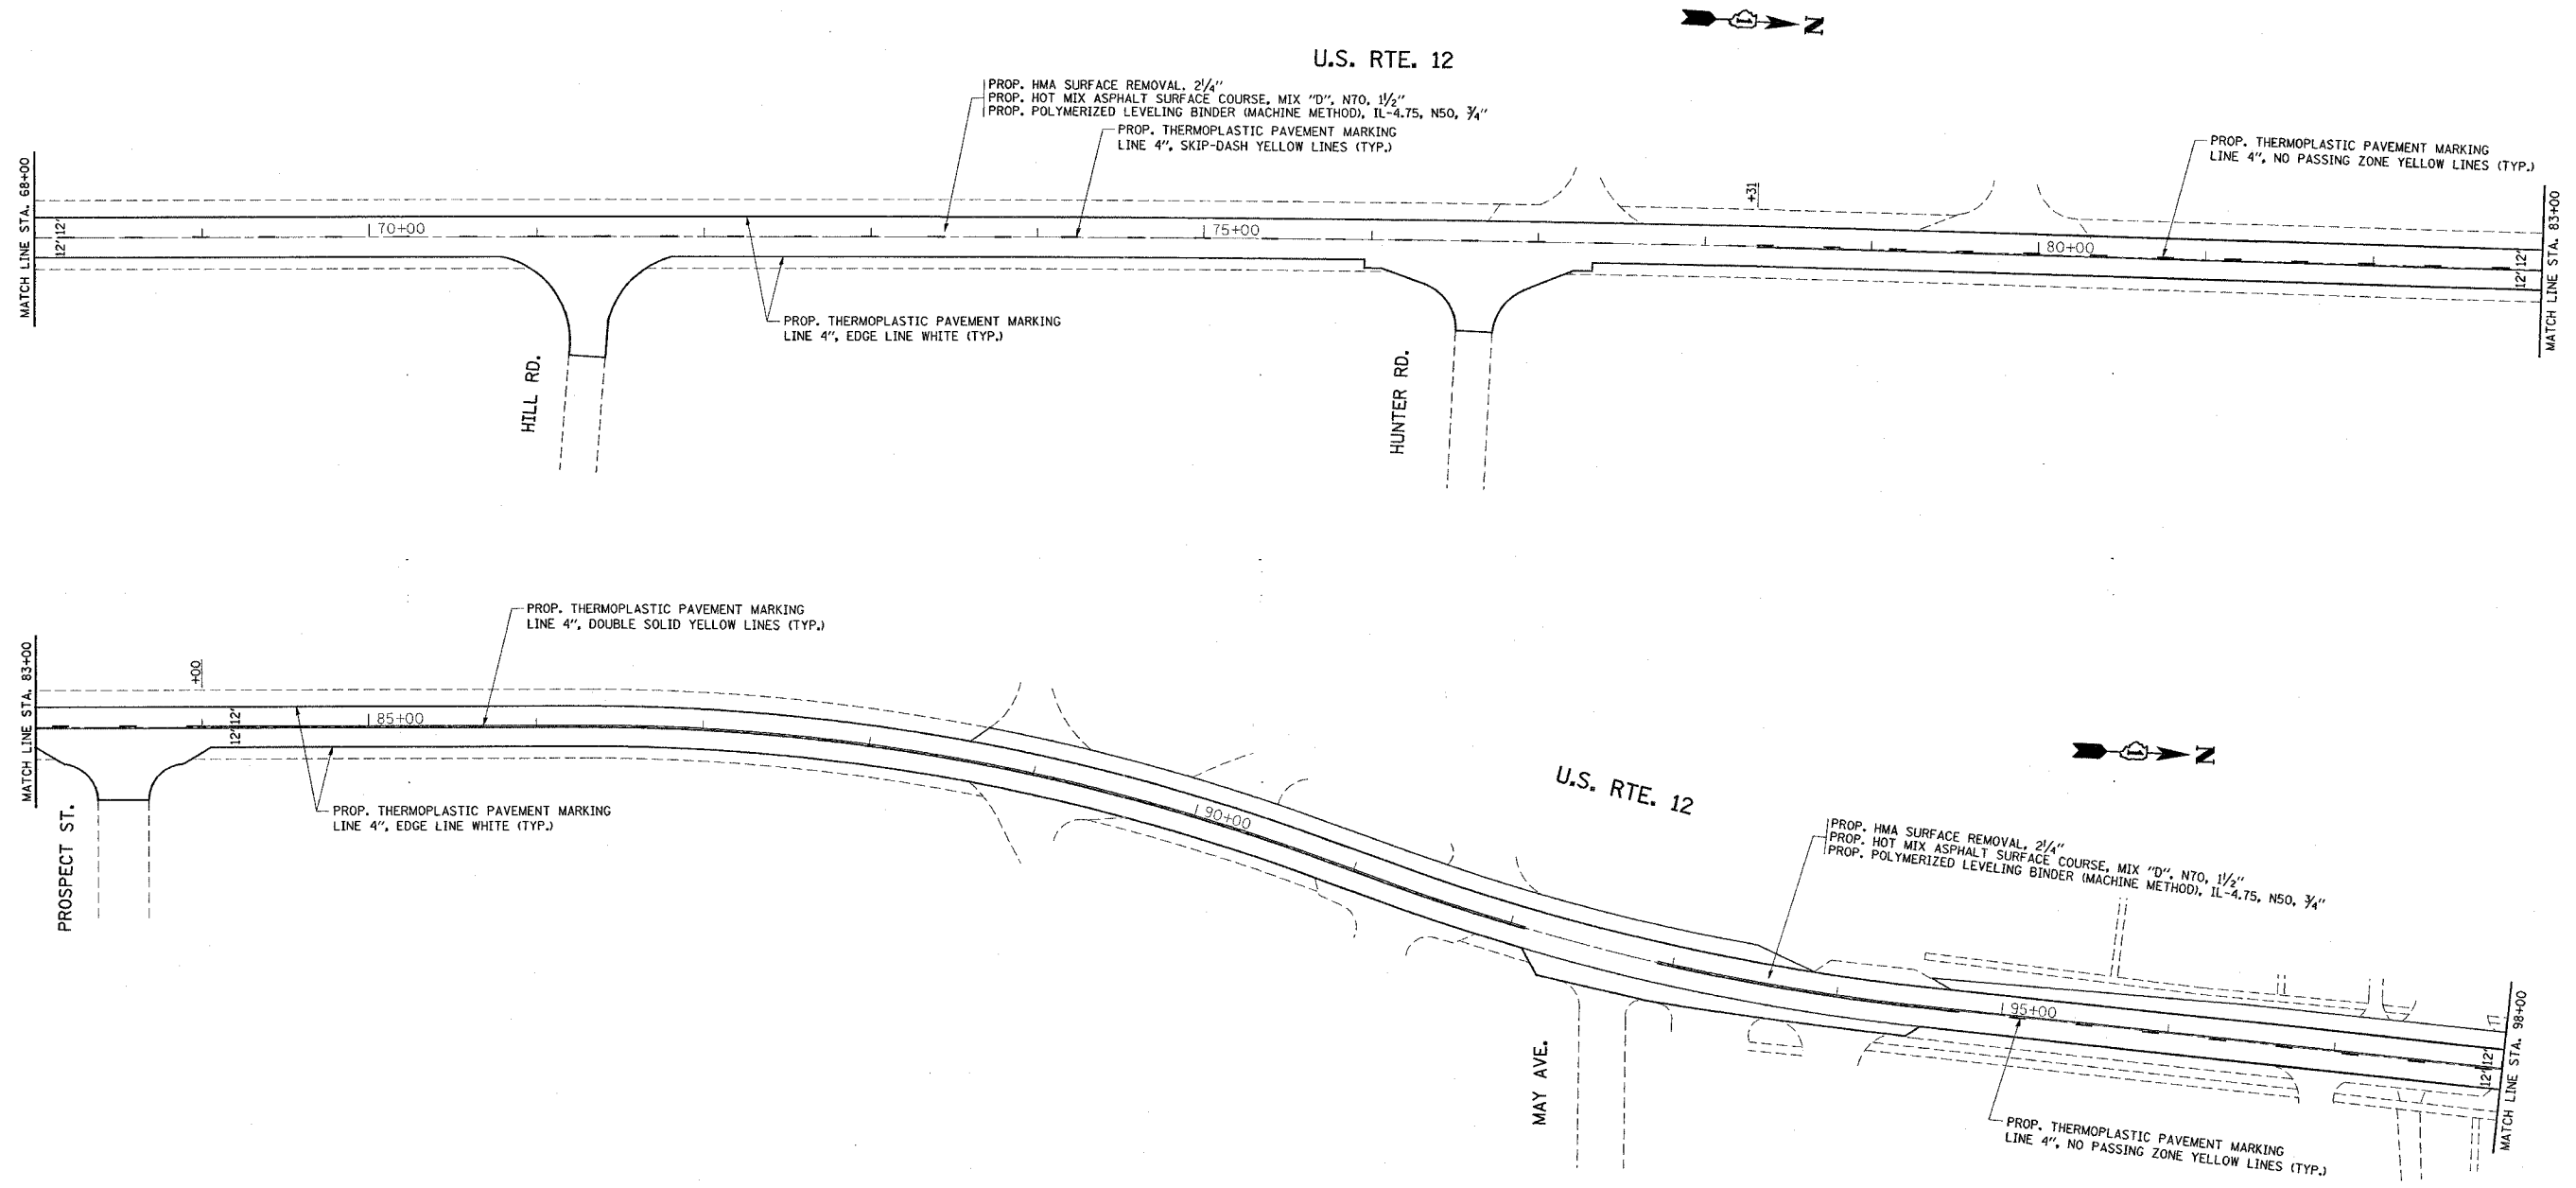 N
U.S. RTE. 12
PROP. HMA SURFACE REMOVAL, 2 1/4"
PROP. HOT MIX ASPHALT SURFACE COURSE, MIX "D", N70, 1 1/2"
PROP. POLYMERIZED LEVELING BINDER (MACHINE METHOD), IL-4.75, N50, 3/4"
PROP. THERMOPLASTIC PAVEMENT MARKING
LINE 4", SKIP-DASH YELLOW LINES (TYP.)
PROP. THERMOPLASTIC PAVEMENT MARKING
LINE 4", NO PASSING ZONE YELLOW LINES (TYP.)
MATCH LINE STA. 68+00
12' 12'
70+00
75+00
+31
80+00
12' 12'
MATCH LINE STA. 83+00
PROP. THERMOPLASTIC PAVEMENT MARKING
LINE 4", EDGE LINE WHITE (TYP.)
HILL RD.
HUNTER RD.
PROP. THERMOPLASTIC PAVEMENT MARKING
LINE 4", DOUBLE SOLID YELLOW LINES (TYP.)
MATCH LINE STA. 83+00
+00
12' 12'
85+00
PROP. THERMOPLASTIC PAVEMENT MARKING
LINE 4", EDGE LINE WHITE (TYP.)
PROSPECT ST.
90+00
U.S. RTE. 12
N
PROP. HMA SURFACE REMOVAL, 2 1/4"
PROP. HOT MIX ASPHALT SURFACE COURSE, MIX "D", N70, 1 1/2"
PROP. POLYMERIZED LEVELING BINDER (MACHINE METHOD), IL-4.75, N50, 3/4"
MAY AVE.
95+00
12' 12'
MATCH LINE STA. 98+00
PROP. THERMOPLASTIC PAVEMENT MARKING
LINE 4", NO PASSING ZONE YELLOW LINES (TYP.)